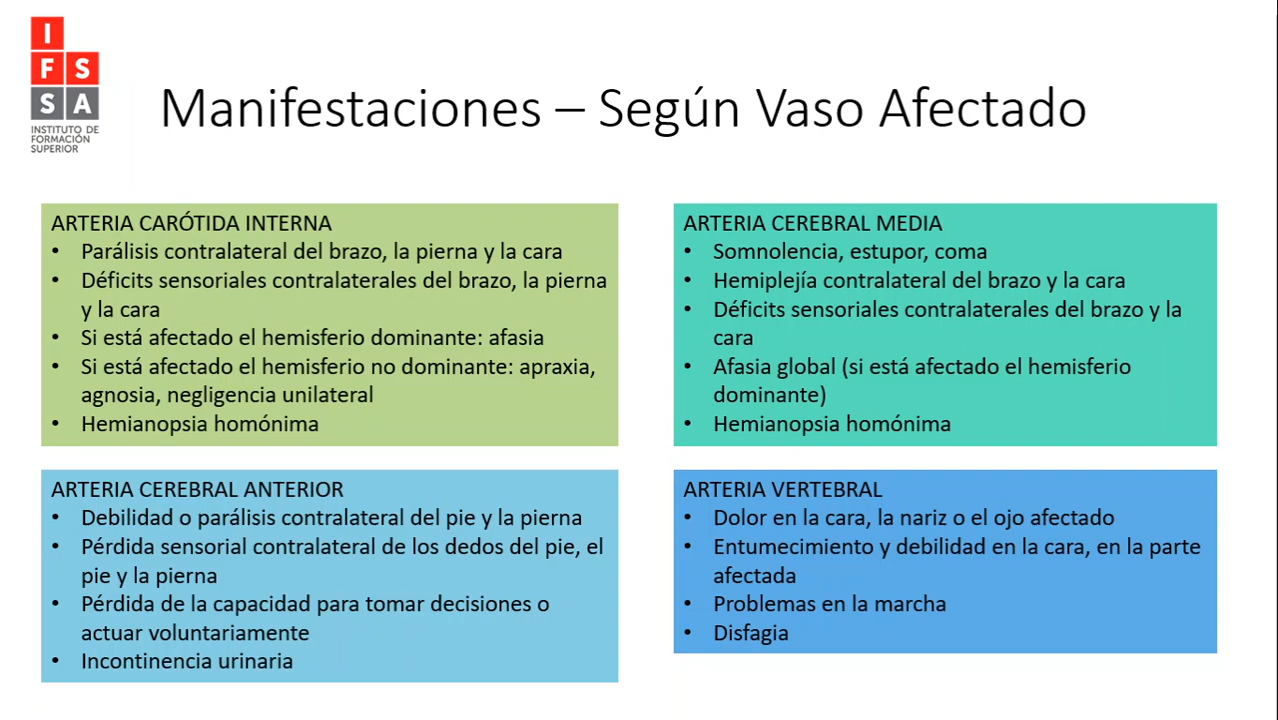 I
F S
S A
INSTITUTO DE
FORMACIÓN
SUPERIOR
Manifestaciones – Según Vaso Afectado
ARTERIA CARÓTIDA INTERNA
• Parálisis contralateral del brazo, la pierna y la cara
• Déficits sensoriales contralaterales del brazo, la pierna
y la cara
• Si está afectado el hemisferio dominante: afasia
• Si está afectado el hemisferio no dominante: apraxia,
agnosia, negligencia unilateral
• Hemianopsia homónima
ARTERIA CEREBRAL MEDIA
• Somnolencia, estupor, coma
• Hemiplejía contralateral del brazo y la cara
• Déficits sensoriales contralaterales del brazo y la
cara
• Afasia global (si está afectado el hemisferio
dominante)
• Hemianopsia homónima
ARTERIA CEREBRAL ANTERIOR
• Debilidad o parálisis contralateral del pie y la pierna
• Pérdida sensorial contralateral de los dedos del pie, el
pie y la pierna
• Pérdida de la capacidad para tomar decisiones o
actuar voluntariamente
• Incontinencia urinaria
ARTERIA VERTEBRAL
• Dolor en la cara, la nariz o el ojo afectado
• Entumecimiento y debilidad en la cara, en la parte
afectada
• Problemas en la marcha
• Disfagia